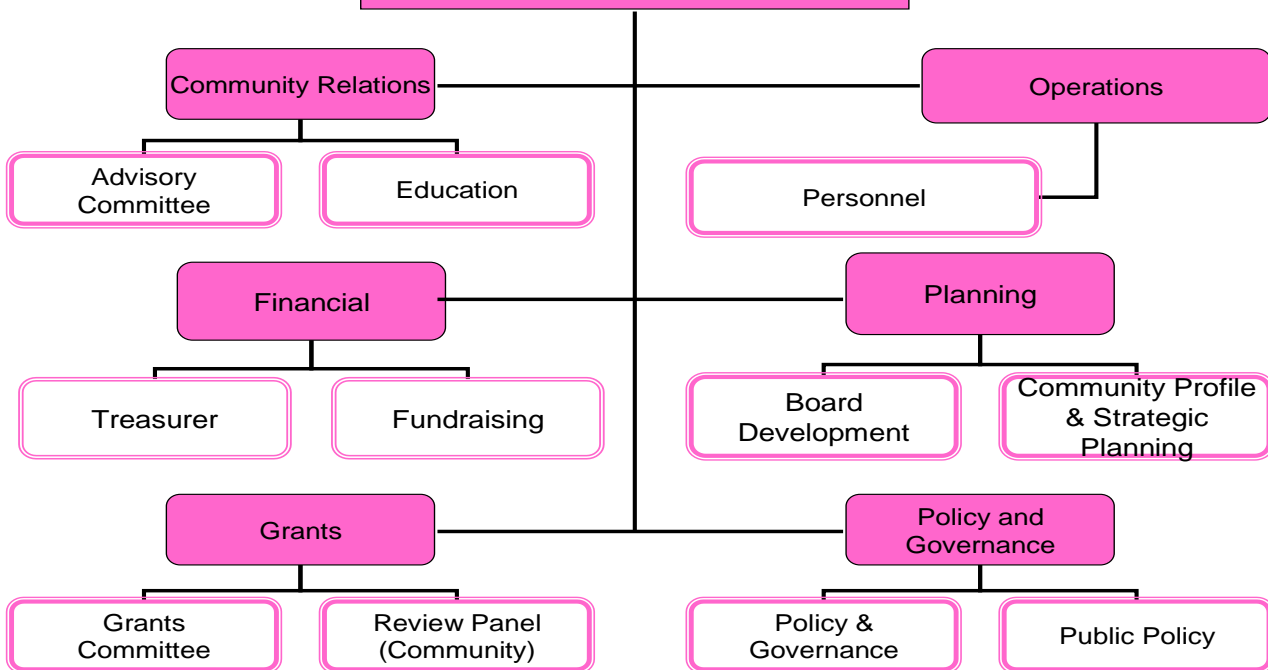 Community Relations
Operations
Advisory
Committee
Education
Personnel
Financial
Planning
Treasurer
Fundraising
Board
Development
Community Profile
& Strategic
Planning
Grants
Policy and
Governance
Grants
Committee
Review Panel
(Community)
Policy &
Governance
Public Policy